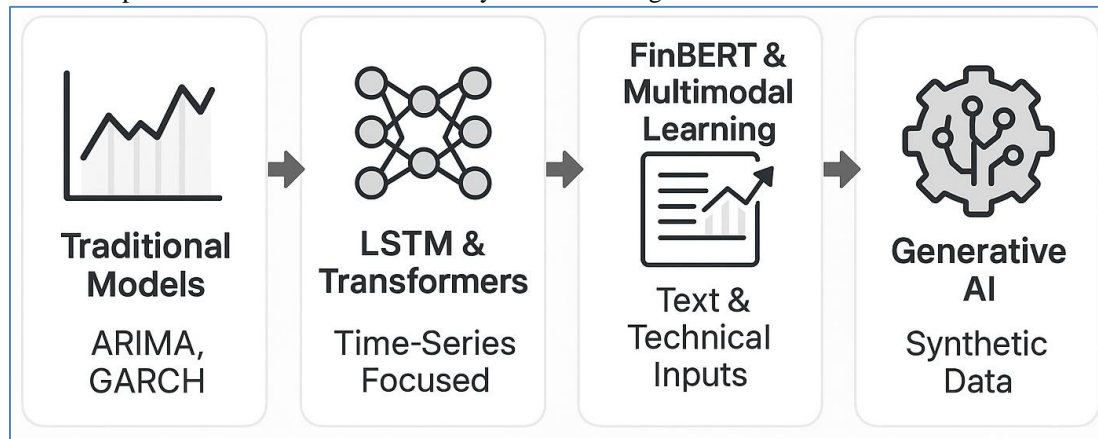 Traditional
Models
ARIMA,
GARCH
LSTM &
Transformers
Time-Series
Focused
FinBERT &
Multimodal
Learning
Text &
Technical
Inputs
Generative
AI
Synthetic
Data